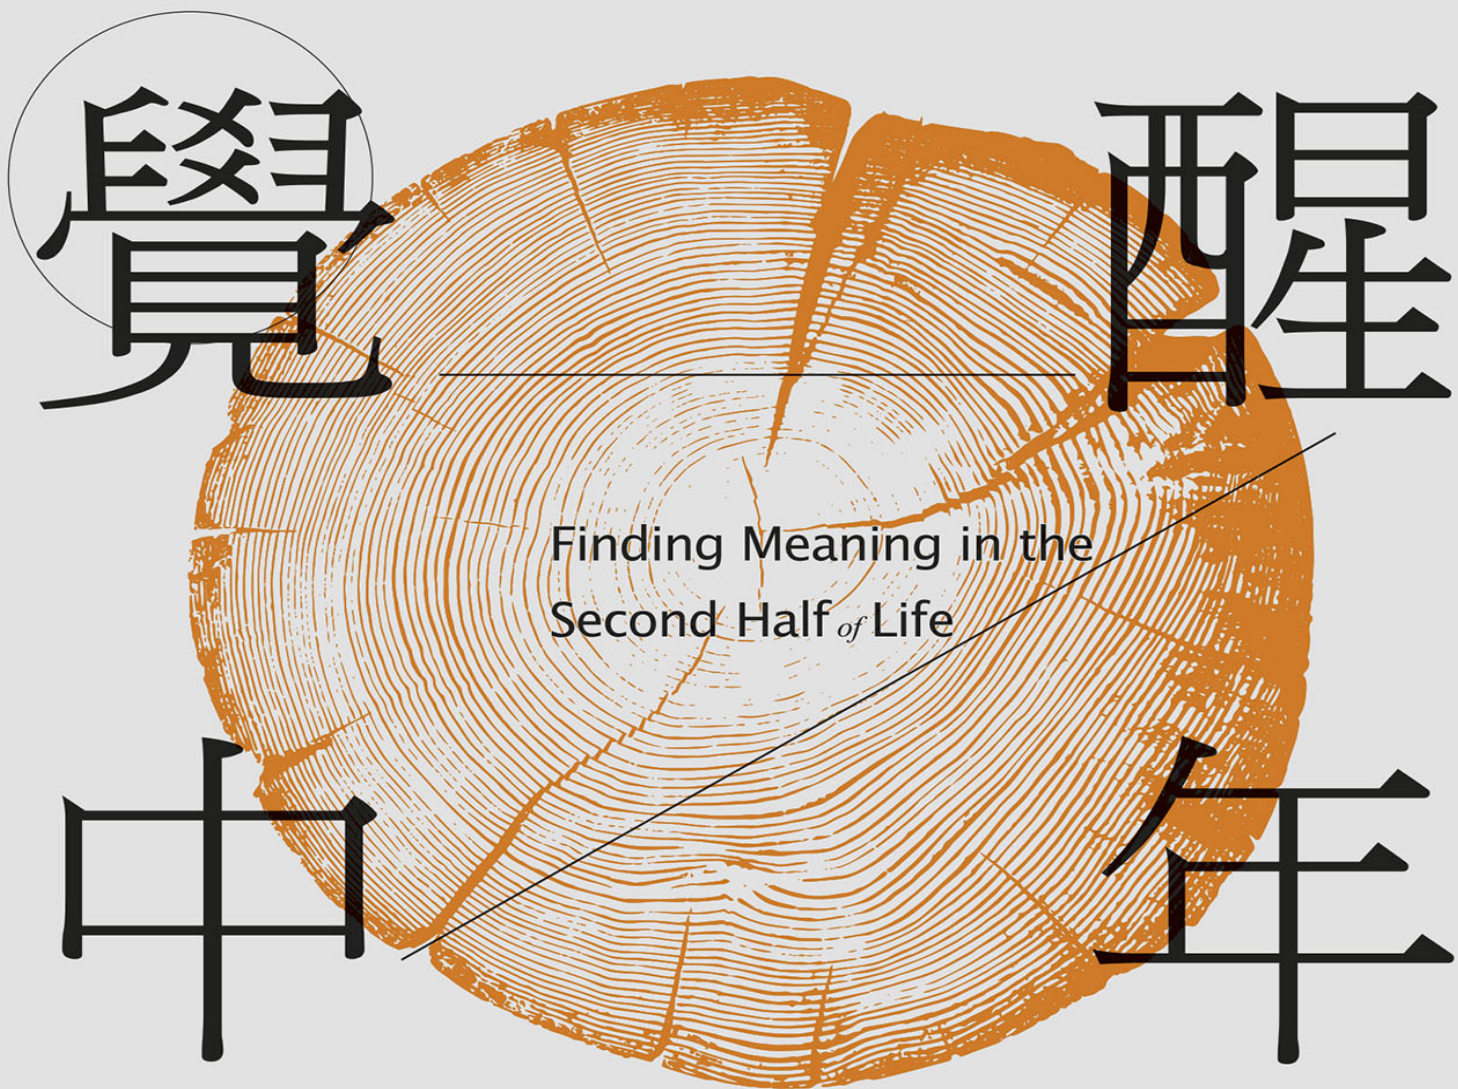 覺醒
Finding Meaning in the
Second Half of Life
中年